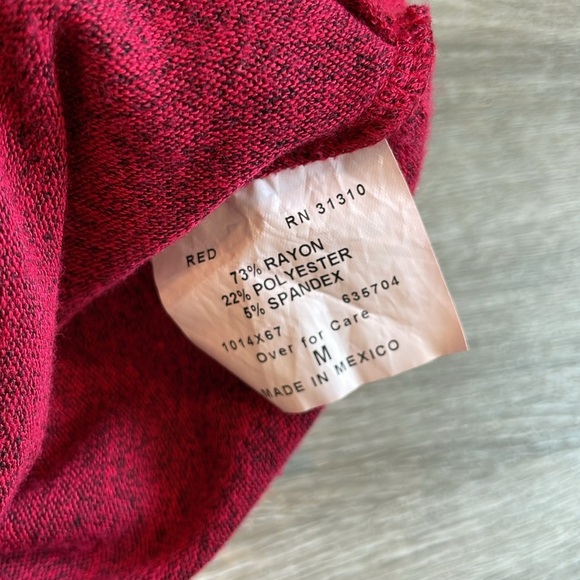 RN 31310
RED
73% RAYON
22% POLYESTER
5% SPANDEX
1014X67 635704
Over for Care
M
MADE IN MEXICO